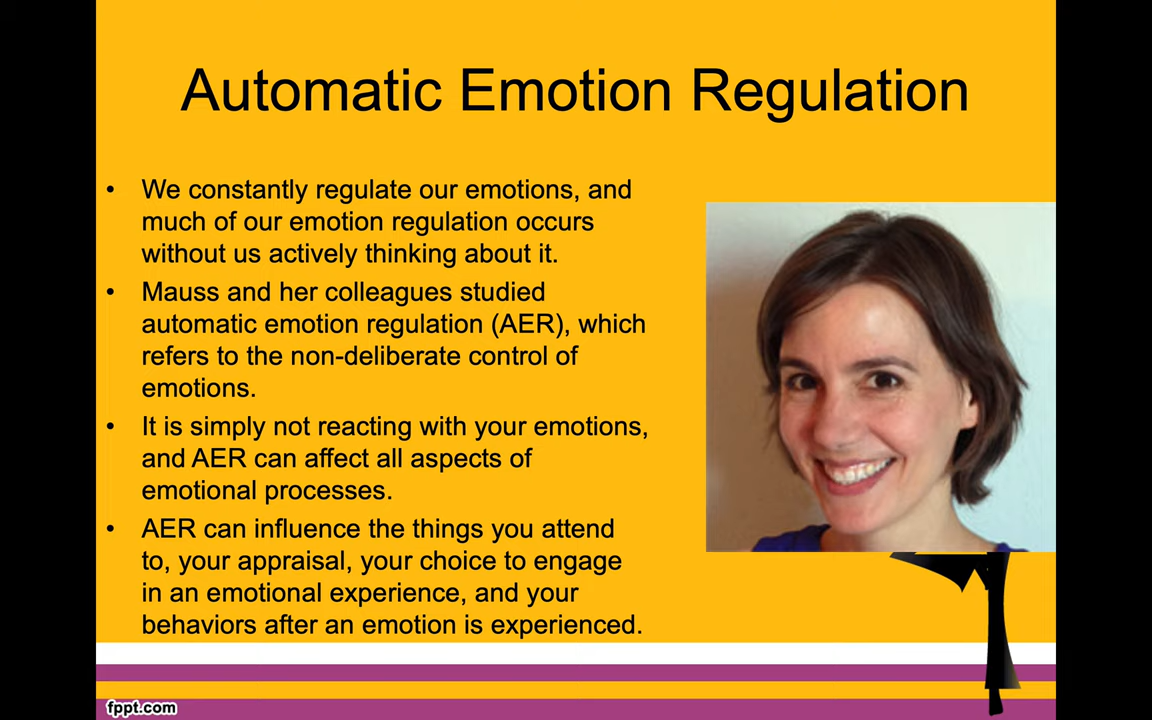 Automatic Emotion Regulation
• We constantly regulate our emotions, and
much of our emotion regulation occurs
without us actively thinking about it.
• Mauss and her colleagues studied
automatic emotion regulation (AER), which
refers to the non-deliberate control of
emotions.
• It is simply not reacting with your emotions,
and AER can affect all aspects of
emotional processes.
• AER can influence the things you attend
to, your appraisal, your choice to engage
in an emotional experience, and your
behaviors after an emotion is experienced.
fppt.com